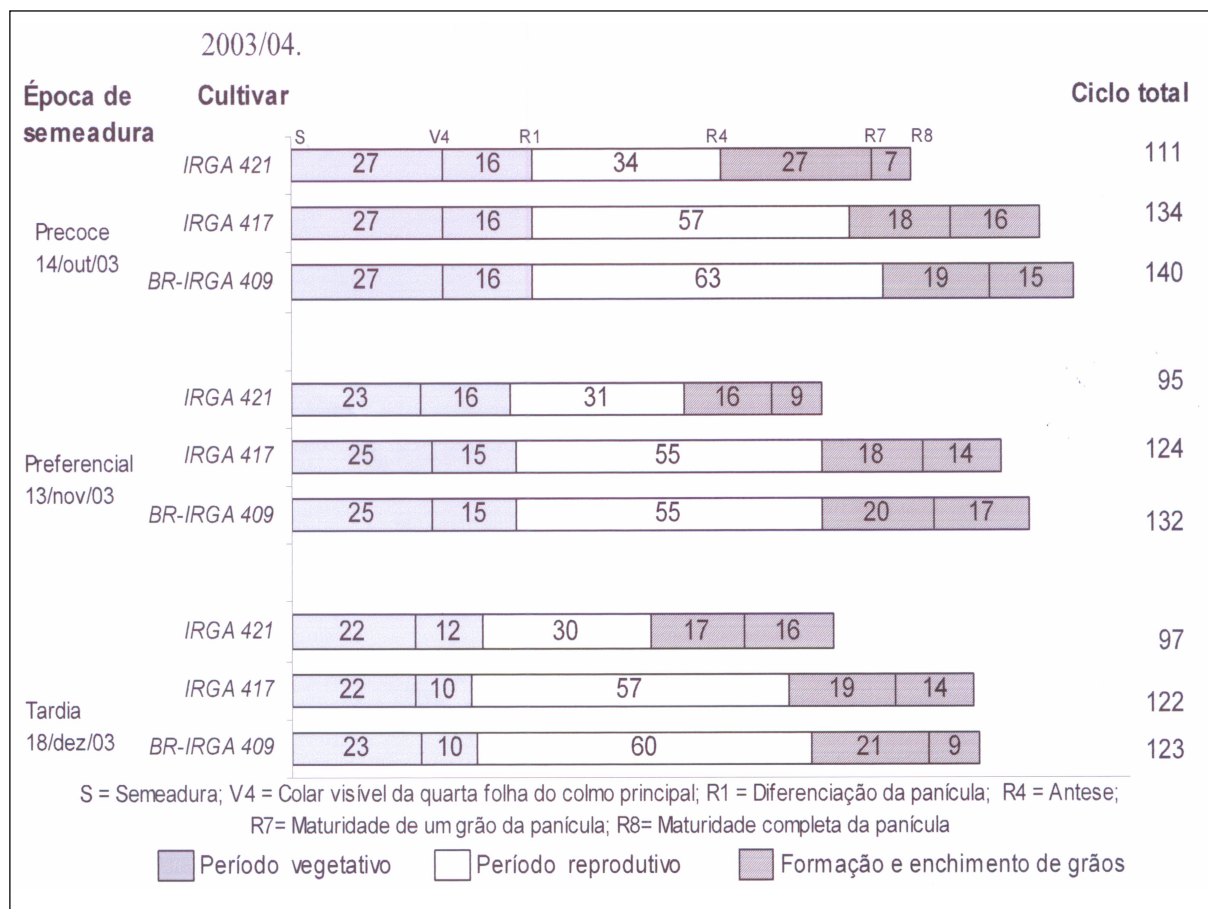 2003/04.
Época de semeadura Cultivar Ciclo total
S V4 R1 R4 R7 R8
IRGA 421 27 16 34 27 7 111
Precoce 14/out/03
IRGA 417 27 16 57 18 16 134
BR-IRGA 409 27 16 63 19 15 140
IRGA 421 23 16 31 16 9 95
Preferencial 13/nov/03
IRGA 417 25 15 55 18 14 124
BR-IRGA 409 25 15 55 20 17 132
IRGA 421 22 12 30 17 16 97
Tardia 18/dez/03
IRGA 417 22 10 57 19 14 122
BR-IRGA 409 23 10 60 21 9 123
S = Semeadura; V4 = Colar visível da quarta folha do colmo principal; R1 = Diferenciação da panícula; R4 = Antese;
R7= Maturidade de um grão da panícula; R8= Maturidade completa da panícula
Período vegetativo Período reprodutivo Formação e enchimento de grãos